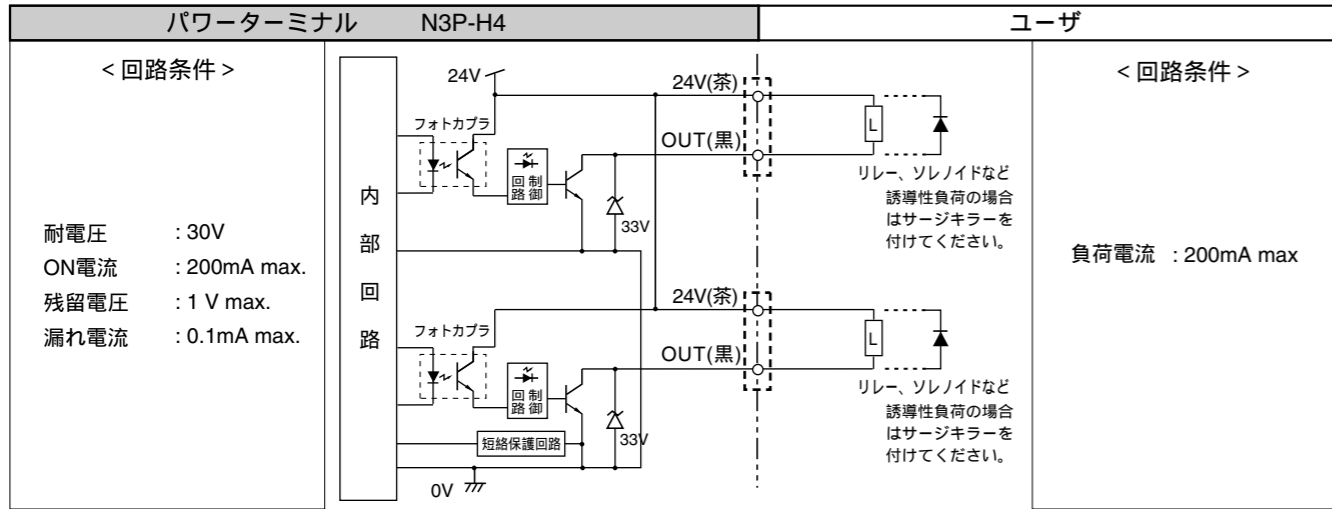 パワーターミナル N3P-H4
ユーザ
<回路条件>
耐電圧 : 30V
ON電流 : 200mA max.
残留電圧 : 1 V max.
漏れ電流 : 0.1mA max.
内部回路
24V
フォトカプラ
制御回路
33V
24V(茶)
OUT(黒)
L
リレー、ソレノイドなど
誘導性負荷の場合
はサージキラーを
付けてください。
フォトカプラ
制御回路
33V
短絡保護回路
0V
24V(茶)
OUT(黒)
L
リレー、ソレノイドなど
誘導性負荷の場合
はサージキラーを
付けてください。
<回路条件>
負荷電流 : 200mA max